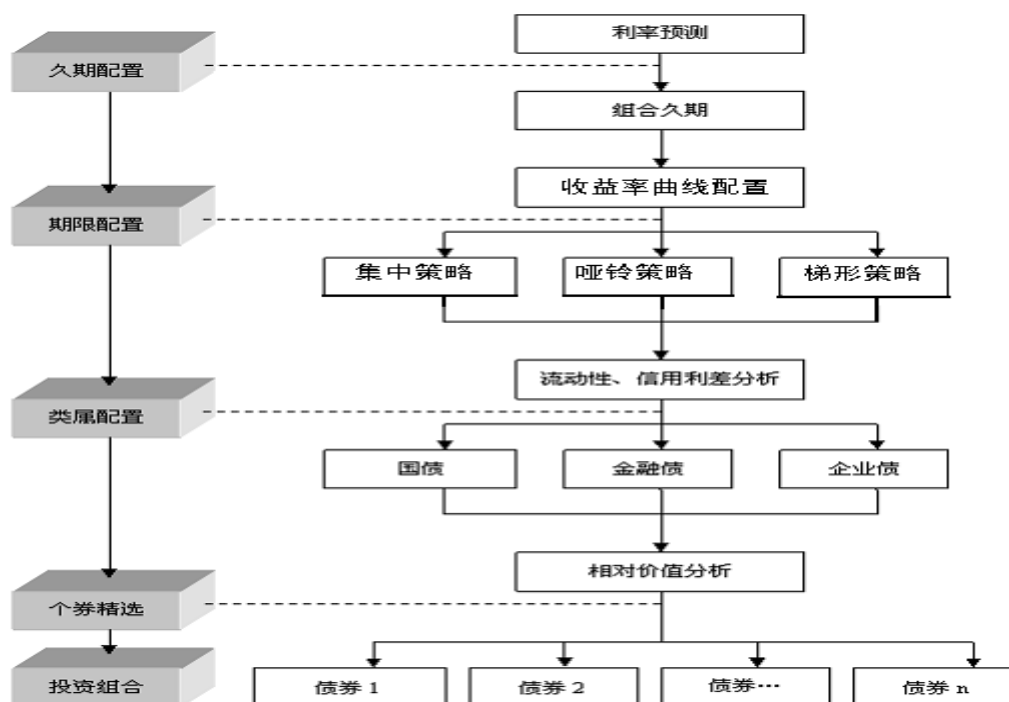 利率预测
久期配置
组合久期
收益率曲线配置
期限配置
集中策略
哑铃策略
梯形策略
流动性、信用利差分析
类属配置
国债
金融债
企业债
相对价值分析
个券精选
投资组合
债券 1
债券 2
债券…
债券 n